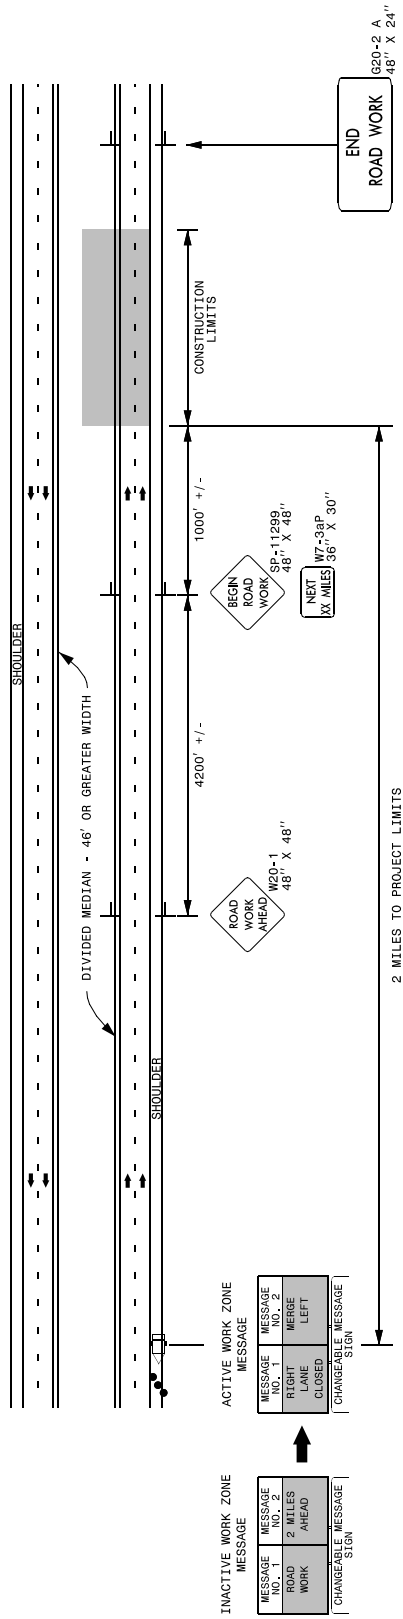 END
ROAD WORK
G20-2 A
48" X 24"
CONSTRUCTION
LIMITS
1000' +/-
BEGIN
ROAD
WORK
SP-11299
48" X 48"
NEXT
XX MILES
W7-3aP
36" X 30"
SHOULDER
DIVIDED MEDIAN - 46' OR GREATER WIDTH
4200' +/-
ROAD
WORK
AHEAD
W20-1
48" X 48"
2 MILES TO PROJECT LIMITS
SHOULDER
ACTIVE WORK ZONE
MESSAGE
MESSAGE
NO. 1
MESSAGE
NO. 2
RIGHT
LANE
CLOSED
MERGE
LEFT
CHANGEABLE MESSAGE
SIGN
INACTIVE WORK ZONE
MESSAGE
MESSAGE
NO. 1
MESSAGE
NO. 2
ROAD
WORK
2 MILES
AHEAD
CHANGEABLE MESSAGE
SIGN